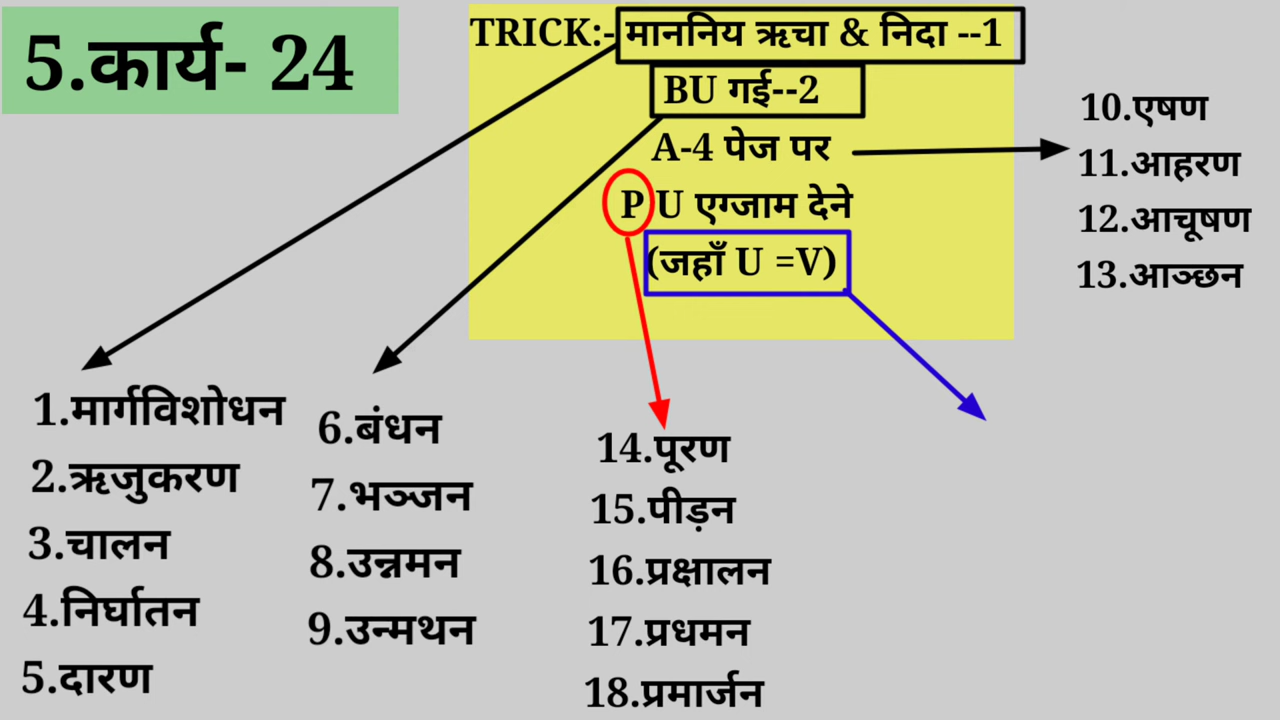 5.कार्य- 24
TRICK:- माननिय ऋचा & निदा --1
BU गई--2
A-4 पेज पर
P U एग्जाम देने
(जहाँ U =V)
10.एषण
11.आहरण
12.आचूषण
13.आञ्छन
1.मार्गविशोधन
2.ऋजुकरण
3.चालन
4.निर्घातन
5.दारण
6.बंधन
7.भञ्जन
8.उन्नमन
9.उन्मथन
14.पूरण
15.पीड़न
16.प्रक्षालन
17.प्रधमन
18.प्रमार्जन